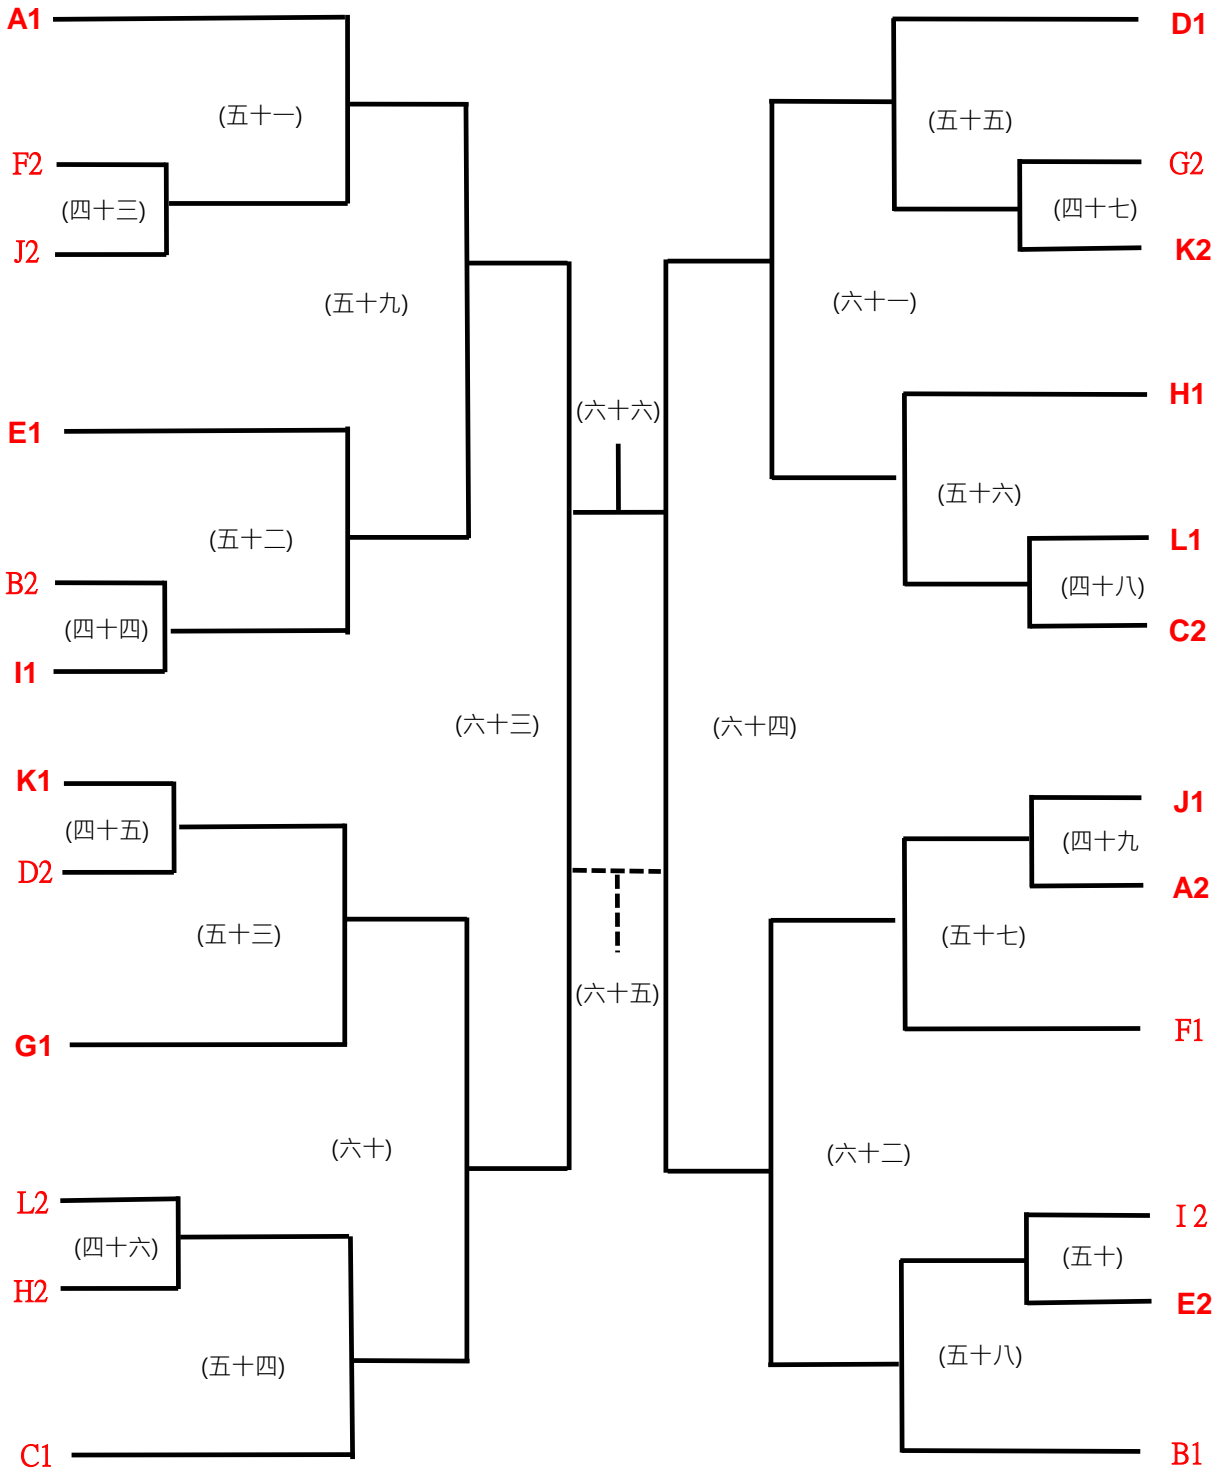 A1
(五十一)
F2
(四十三)
J2
(五十九)
E1
(五十二)
B2
(四十四)
I1
(六十三)
K1
(四十五)
D2
(五十三)
G1
(六十)
L2
(四十六)
H2
(五十四)
C1
(六十六)
(六十五)
D1
(五十五)
G2
(四十七)
K2
(六十一)
H1
(五十六)
L1
(四十八)
C2
(六十四)
J1
(四十九
A2
(五十七)
F1
(六十二)
I 2
(五十)
E2
(五十八)
B1